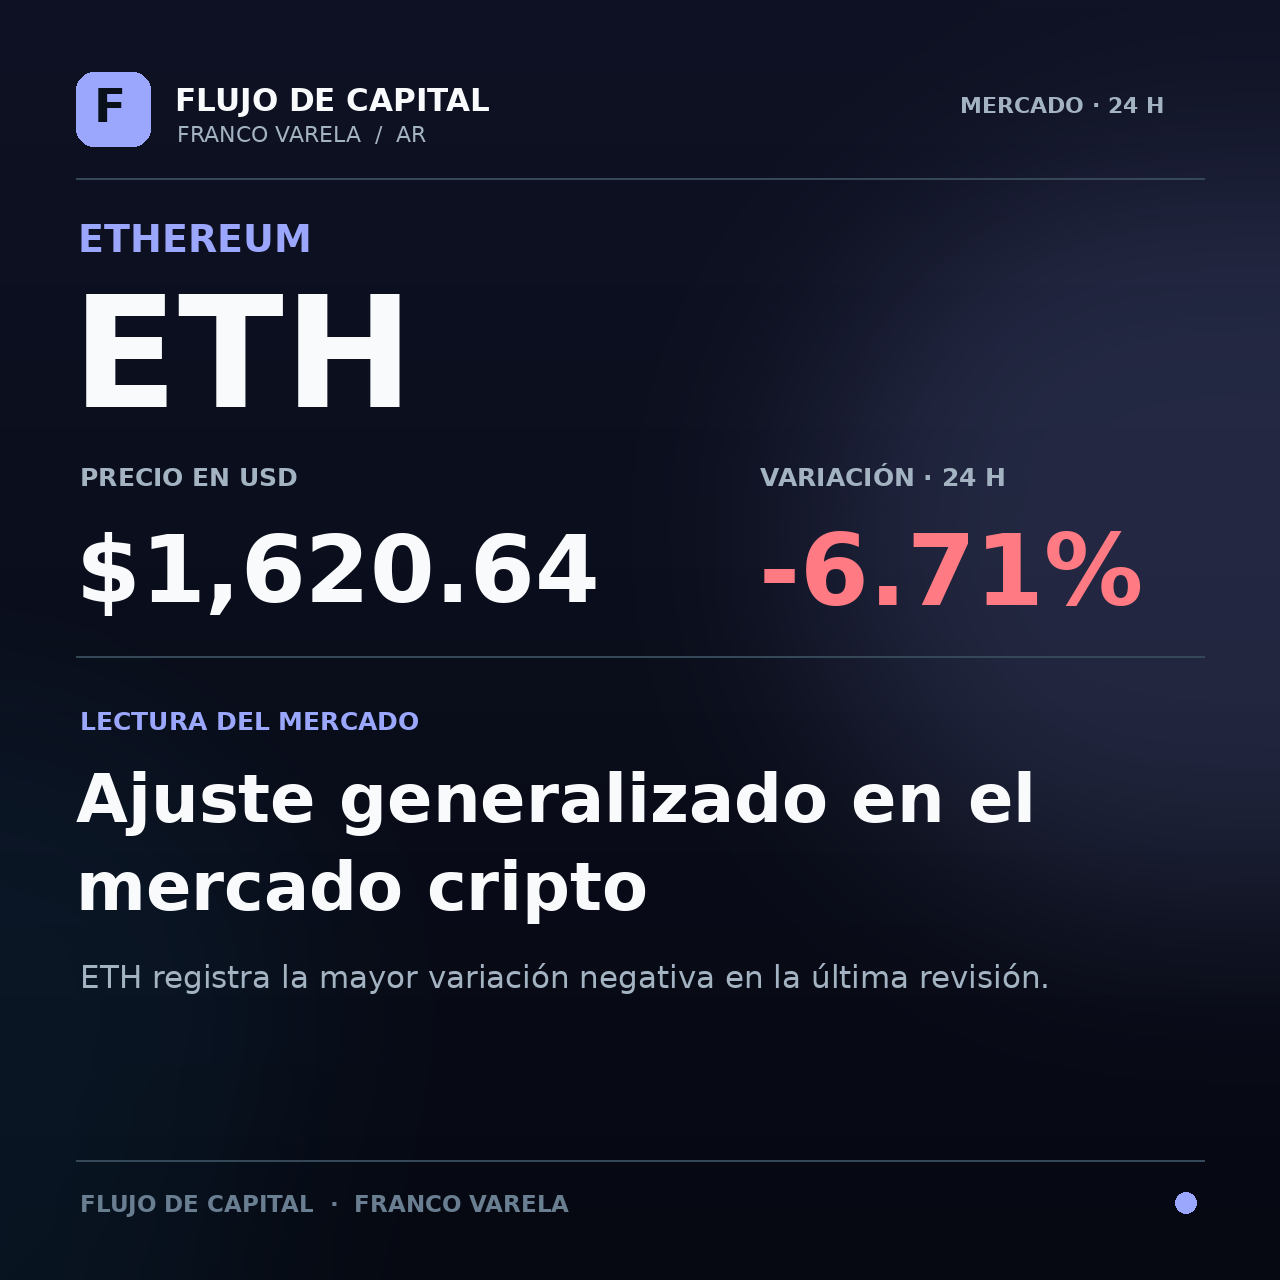 F
FLUJO DE CAPITAL
FRANCO VARELA / AR
MERCADO · 24 H
ETHEREUM
ETH
PRECIO EN USD
VARIACIÓN · 24 H
$1,620.64
-6.71%
LECTURA DEL MERCADO
Ajuste generalizado en el
mercado cripto
ETH registra la mayor variación negativa en la última revisión.
FLUJO DE CAPITAL · FRANCO VARELA